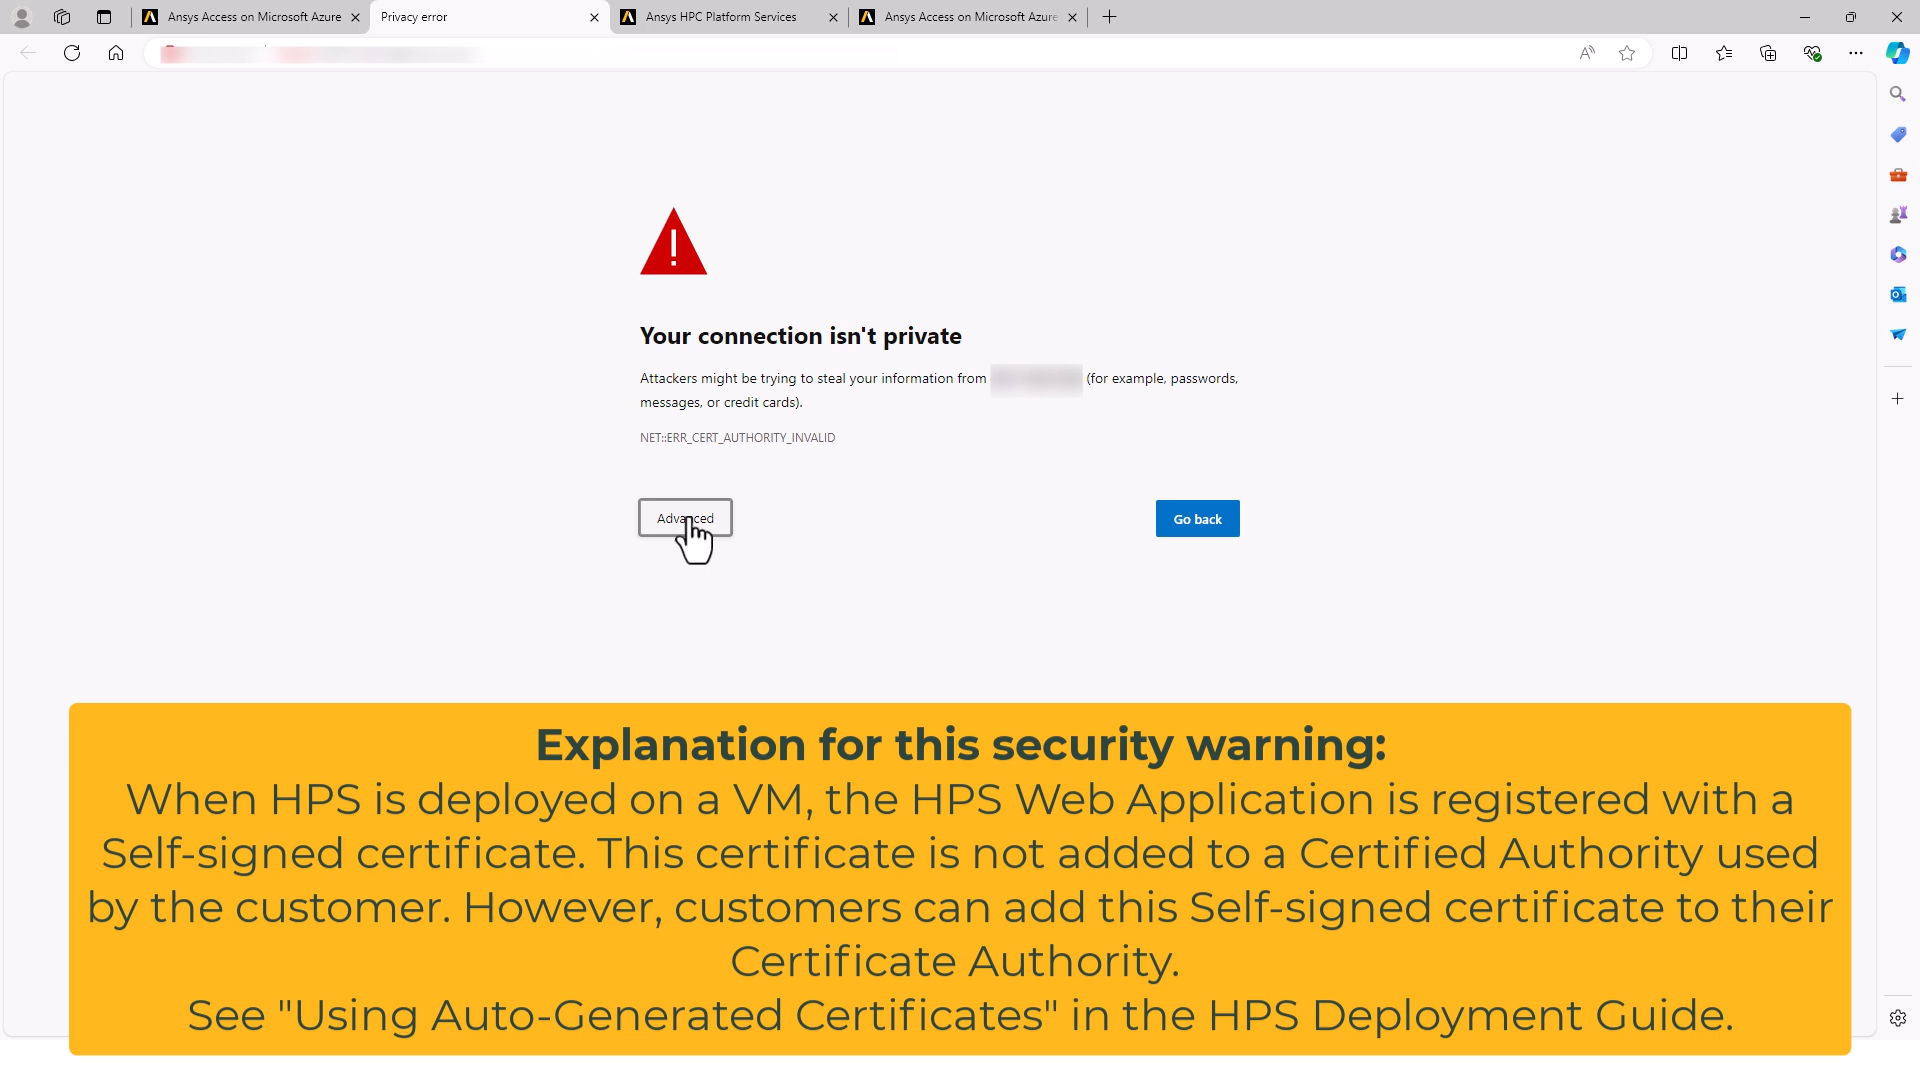 Ansys Access on Microsoft Azure
Privacy error
Ansys HPC Platform Services
Ansys Access on Microsoft Azure
Your connection isn't private
Attackers might be trying to steal your information from (for example, passwords,
messages, or credit cards).
NET::ERR_CERT_AUTHORITY_INVALID
Advanced
Go back
Explanation for this security warning:
When HPS is deployed on a VM, the HPS Web Application is registered with a
Self-signed certificate. This certificate is not added to a Certified Authority used
by the customer. However, customers can add this Self-signed certificate to their
Certificate Authority.
See "Using Auto-Generated Certificates" in the HPS Deployment Guide.